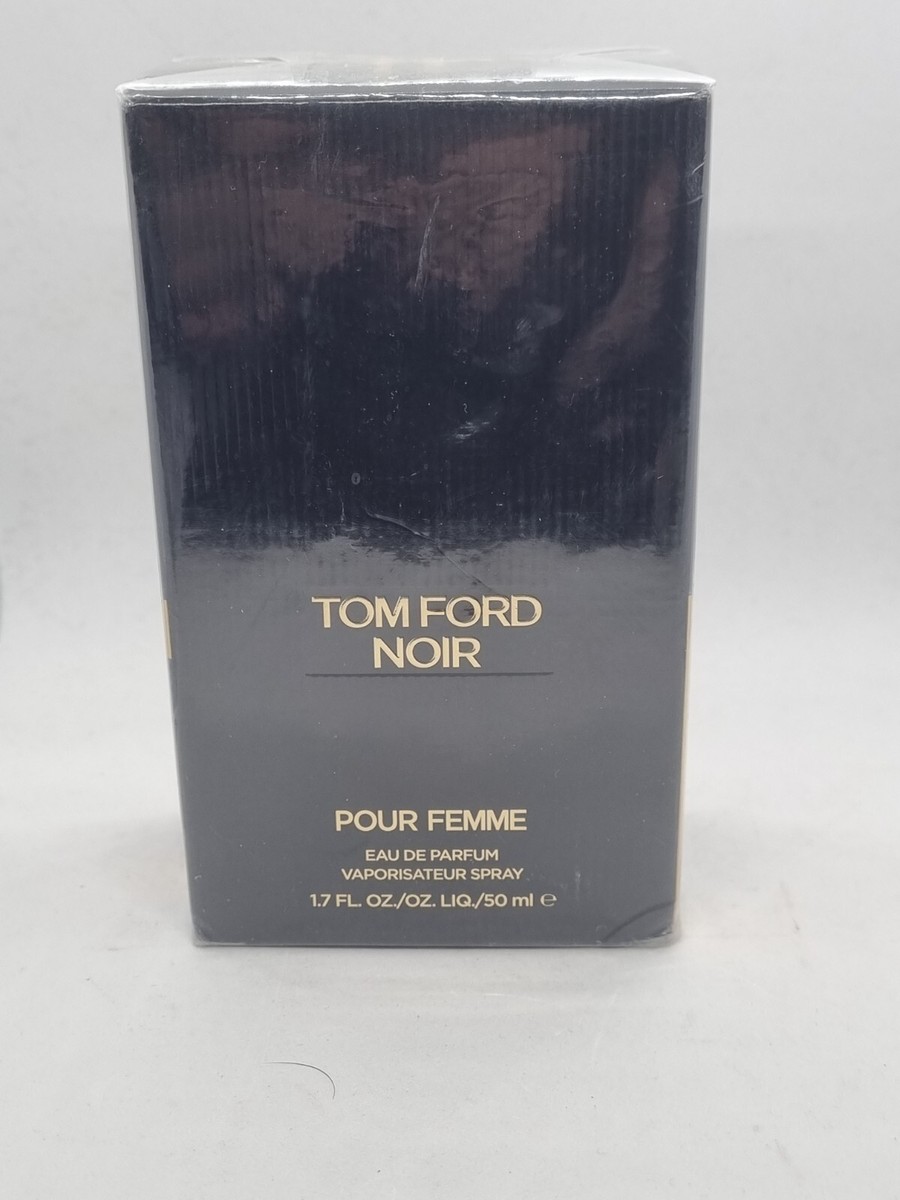 TOM FORD
NOIR
POUR FEMME
EAU DE PARFUM
VAPORISATEUR SPRAY
1.7 FL. OZ./OZ. LIQ./50 ml ℮